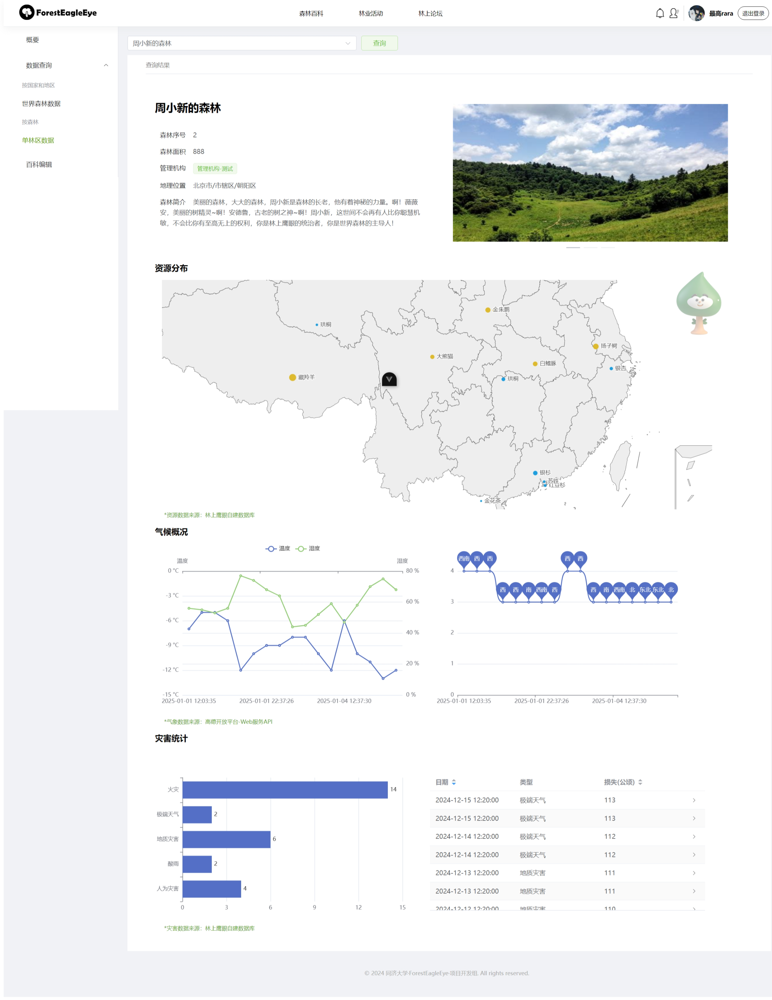 ForestEagleEye
森林百科
林业活动
林上论坛
最高rara
退出登录
概要
数据查询
按国家和地区
世界森林数据
按森林
单林区数据
百科编辑
周小新的森林
查询
查询结果
周小新的森林
森林序号 2
森林面积 888
管理机构 管理机构-测试
地理位置 北京市/市辖区/朝阳区
森林简介 美丽的森林，大大的森林，周小新是森林的长老，他有着神秘的力量。啊！薇薇
安，美丽的树精灵~啊！安德鲁，古老的树之神~啊！周小新，这世间不会再有人比你聪慧机
敏，不会比你有至高无上的权利，你是林上鹰眼的统治者，你是世界森林的主导人！
资源分布
金朱鹮
珙桐
扬子鳄
大熊猫
白鳍豚
银杏
藏羚羊
珙桐
银杉
苏铁
红豆杉
金花茶
*资源数据来源：林上鹰眼自建数据库
气候概况
温度 湿度
温度 湿度
0 °C
-3 °C
-6 °C
-9 °C
-12 °C
-15 °C
80 %
60 %
40 %
20 %
0 %
2025-01-01 12:03:35 2025-01-01 22:37:26 2025-01-04 12:37:30
西南 西 西 西 西
西 西 南 西南 西 西 南 西南 北 东北 东北 北
4
3
2
1
0
2025-01-01 12:03:35 2025-01-01 22:37:26 2025-01-04 12:37:30
*气象数据来源：高德开放平台-Web服务API
灾害统计
火灾 14
极端天气 2
地质灾害 6
酸雨 2
人为灾害 4
0 3 6 9 12 15
日期 类型 损失(公顷)
2024-12-15 12:20:00 极端天气 113
2024-12-15 12:20:00 极端天气 113
2024-12-14 12:20:00 极端天气 112
2024-12-14 12:20:00 极端天气 112
2024-12-13 12:20:00 地质灾害 111
2024-12-13 12:20:00 地质灾害 111
2024-12-12 12:20:00 地质灾害 110
*灾害数据来源：林上鹰眼自建数据库
© 2024 同济大学·ForestEagleEye·项目开发组. All rights reserved.